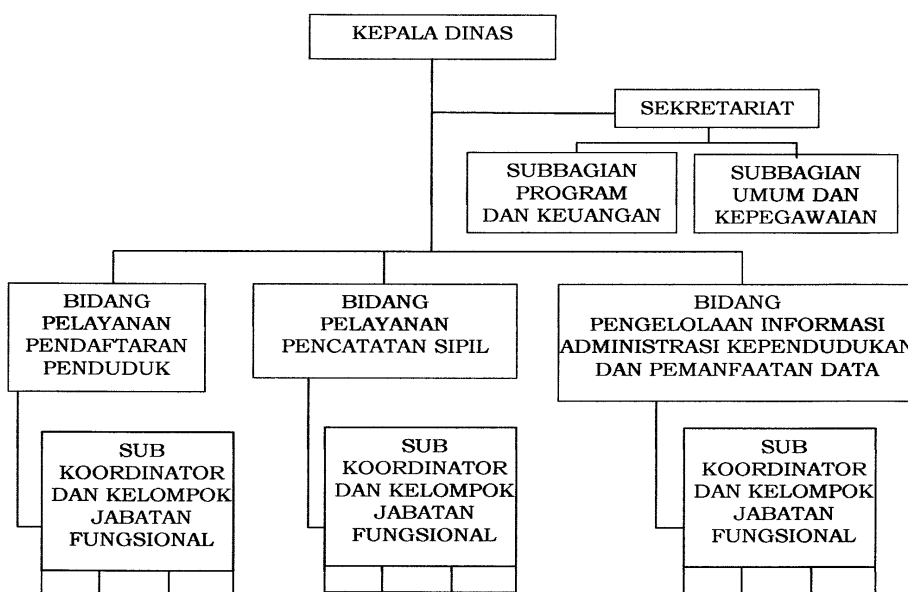 KEPALA DINAS
SEKRETARIAT
SUBBAGIAN
PROGRAM
DAN KEUANGAN
SUBBAGIAN
UMUM DAN
KEPEGAWAIAN
BIDANG
PELAYANAN
PENDAFTARAN
PENDUDUK
BIDANG
PELAYANAN
PENCATATAN SIPIL
BIDANG
PENGELOLAAN INFORMASI
ADMINISTRASI KEPENDUDUKAN
DAN PEMANFAATAN DATA
SUB
KOORDINATOR
DAN KELOMPOK
JABATAN
FUNGSIONAL
SUB
KOORDINATOR
DAN KELOMPOK
JABATAN
FUNGSIONAL
SUB
KOORDINATOR
DAN KELOMPOK
JABATAN
FUNGSIONAL